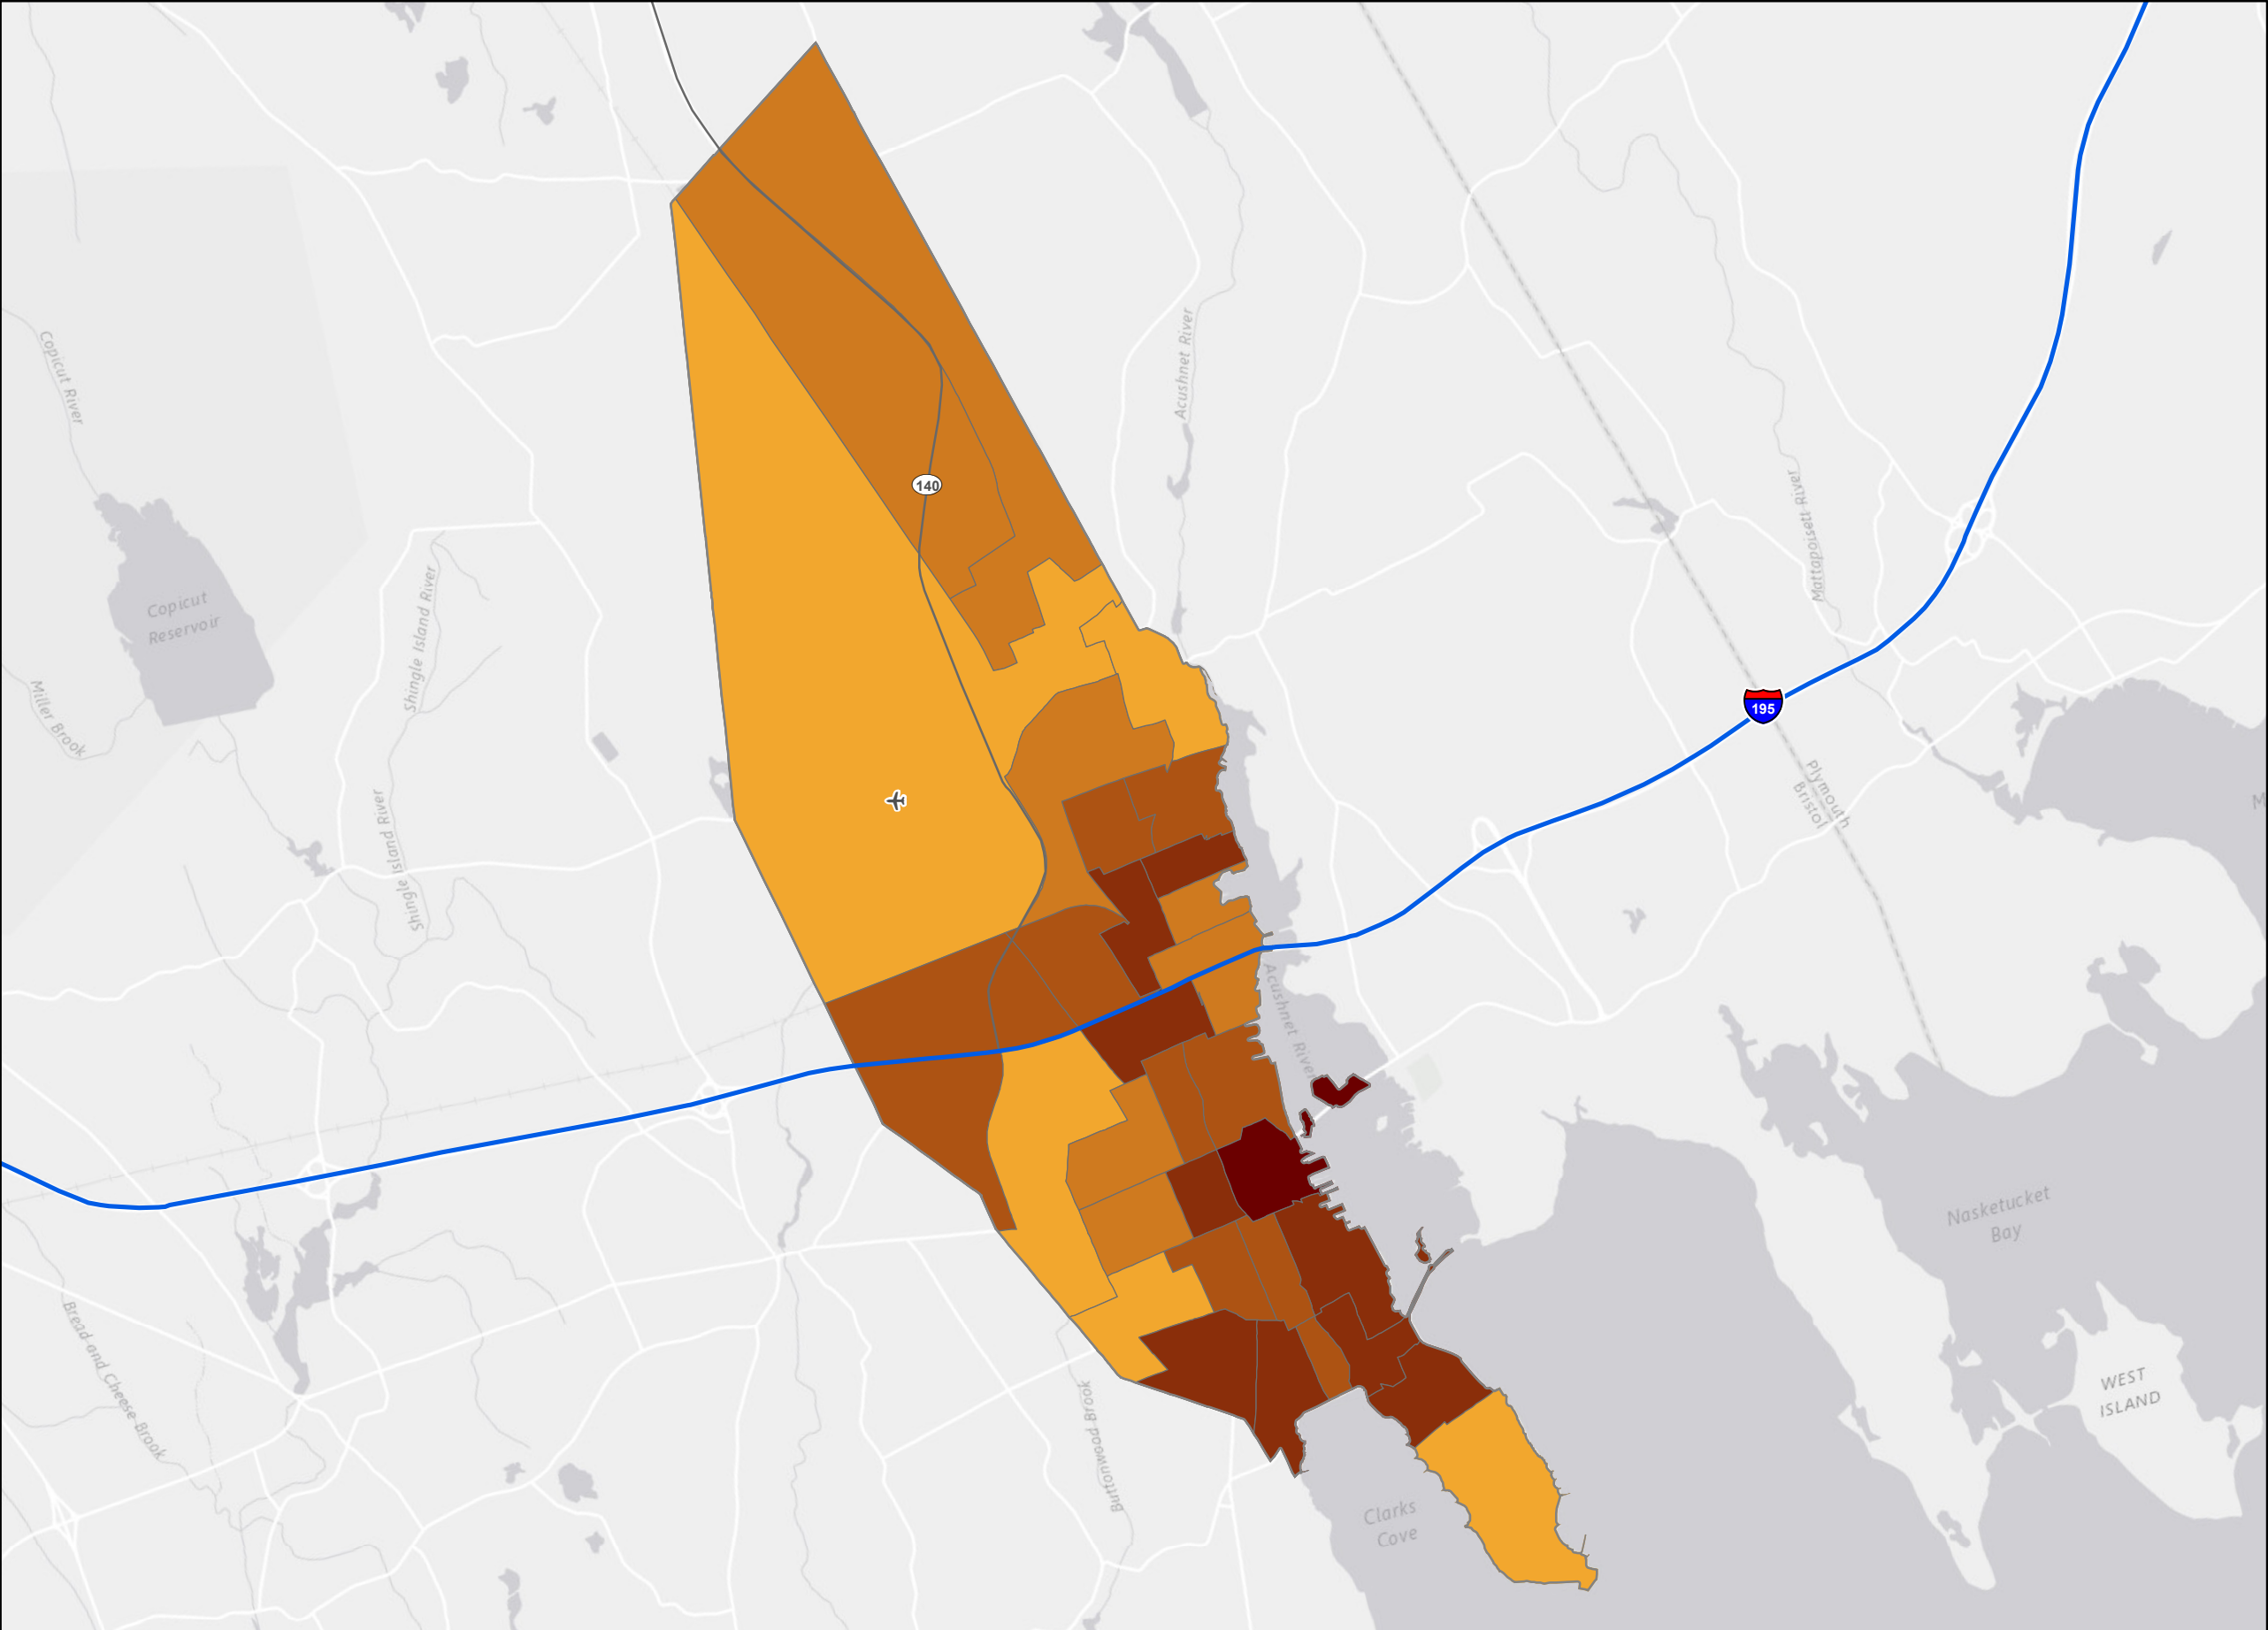 Acushnet River
Copicut River
140
Mattapoisett River
Shingle Island River
Copicut
Reservoir
Miller Brook
195
Plymouth
Bristol
M
Shingle Island River
Acushnet River
Nasketucket
Bay
Bread and Cheese Brook
Buttonwood Brook
WEST
ISLAND
Clarks
Cove